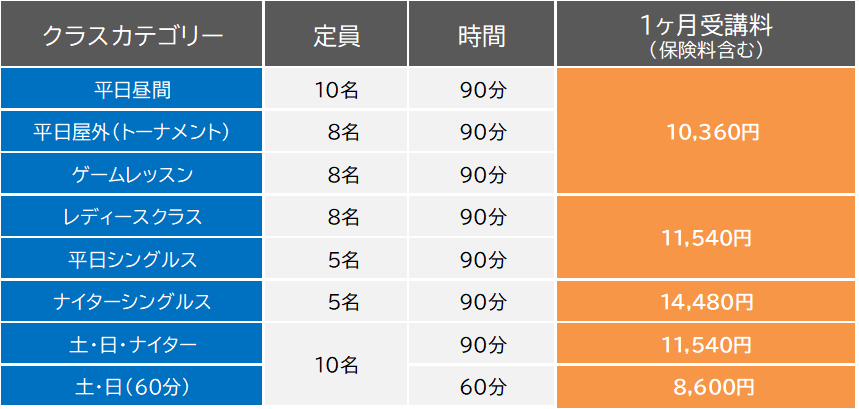 クラスカテゴリー 定員 時間 1ヶ月受講料
（保険料含む）
平日昼間 10名 90分
平日屋外（トーナメント） 8名 90分 10,360円
ゲームレッスン 8名 90分
レディースクラス 8名 90分
11,540円
平日シングルス 5名 90分
ナイターシングルス 5名 90分 14,480円
土・日・ナイター 90分 11,540円
10名
土・日（60分） 60分 8,600円